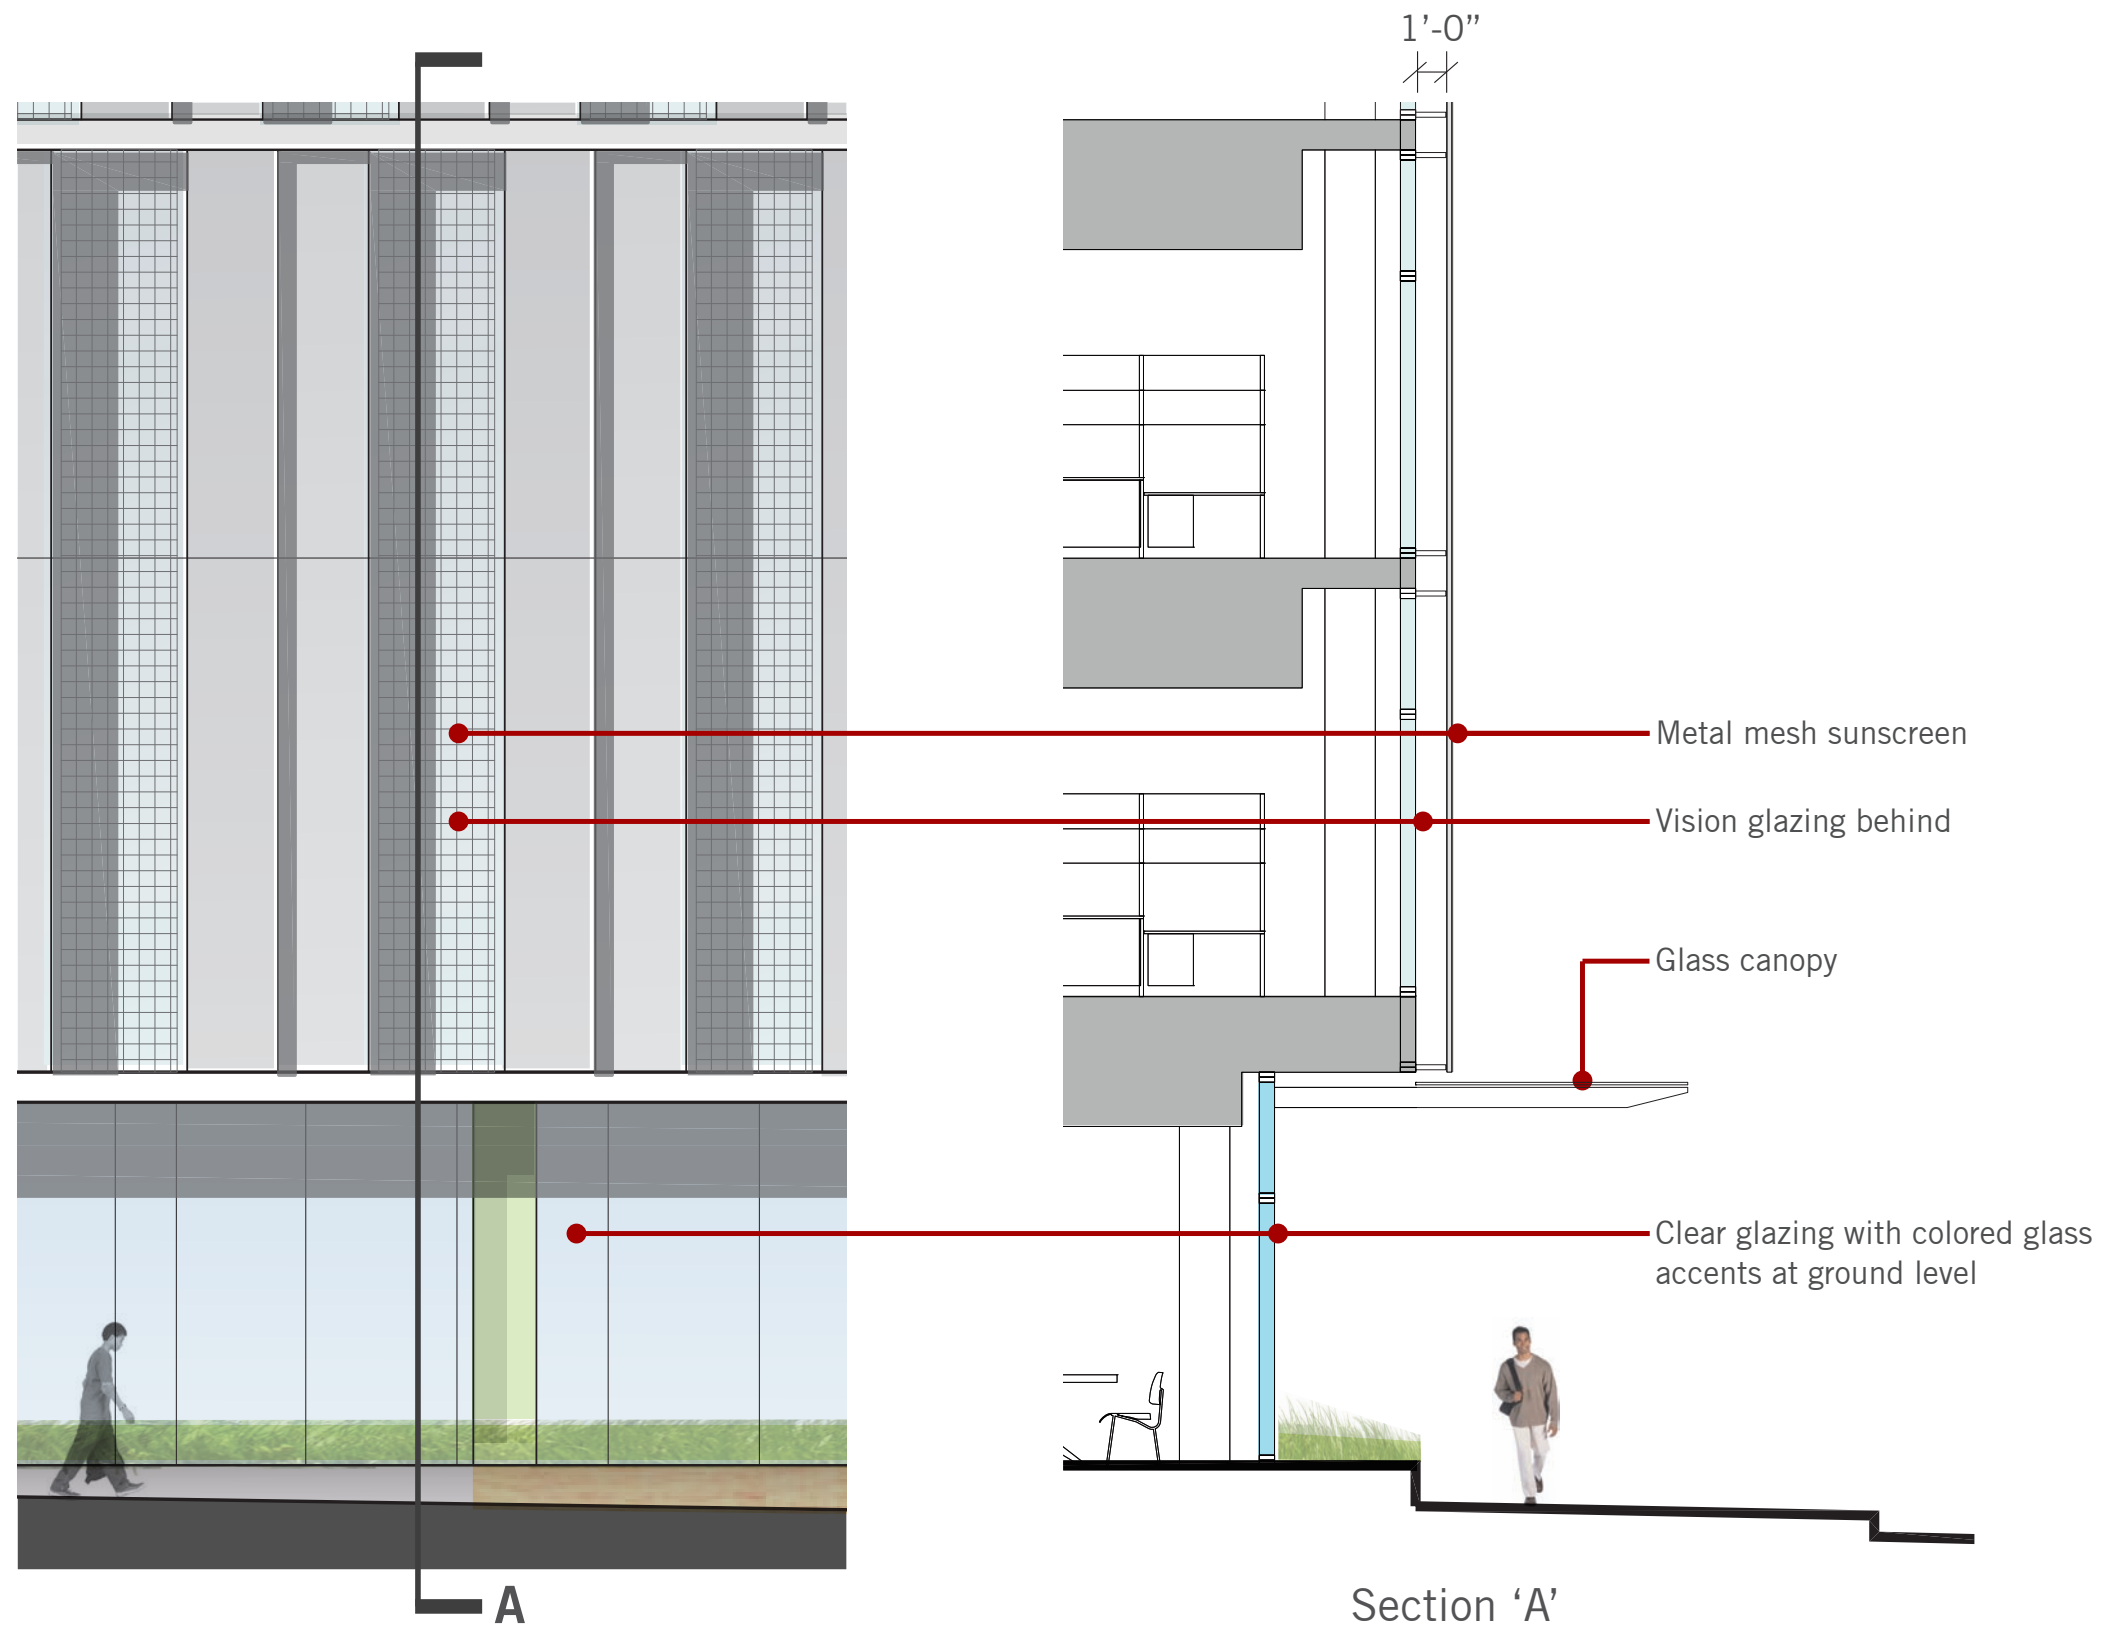 1’-0”
Metal mesh sunscreen
Vision glazing behind
Glass canopy
Clear glazing with colored glass
accents at ground level
A
Section ‘A’